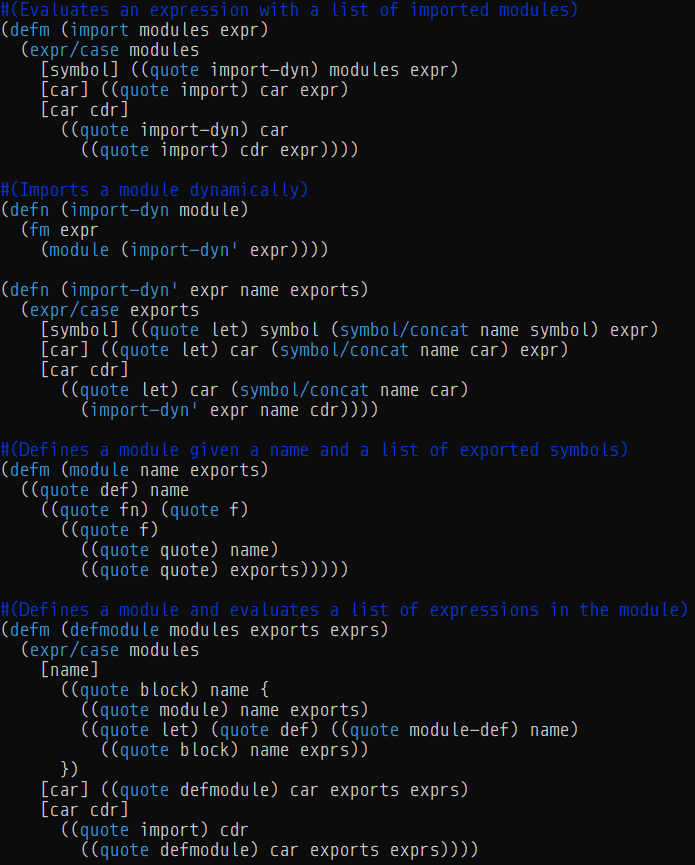 #(Evaluates an expression with a list of imported modules)
(defm (import modules expr)
  (expr/case modules
    [symbol] ((quote import-dyn) modules expr)
    [car] ((quote import) car expr)
    [car cdr]
      ((quote import-dyn) car
        ((quote import) cdr expr))))

#(Imports a module dynamically)
(defn (import-dyn module)
  (fm expr
    (module (import-dyn' expr))))

(defn (import-dyn' expr name exports)
  (expr/case exports
    [symbol] ((quote let) symbol (symbol/concat name symbol) expr)
    [car] ((quote let) car (symbol/concat name car) expr)
    [car cdr]
      ((quote let) car (symbol/concat name car)
        (import-dyn' expr name cdr))))

#(Defines a module given a name and a list of exported symbols)
(defm (module name exports)
  ((quote def) name
    ((quote fn) (quote f)
      ((quote f)
        ((quote quote) name)
        ((quote quote) exports)))))

#(Defines a module and evaluates a list of expressions in the module)
(defm (defmodule modules exports exprs)
  (expr/case modules
    [name]
      ((quote block) name {
        ((quote module) name exports)
        ((quote let) (quote def) ((quote module-def) name)
          ((quote block) name exprs))
      })
    [car] ((quote defmodule) car exports exprs)
    [car cdr]
      ((quote import) cdr
        ((quote defmodule) car exports exprs))))